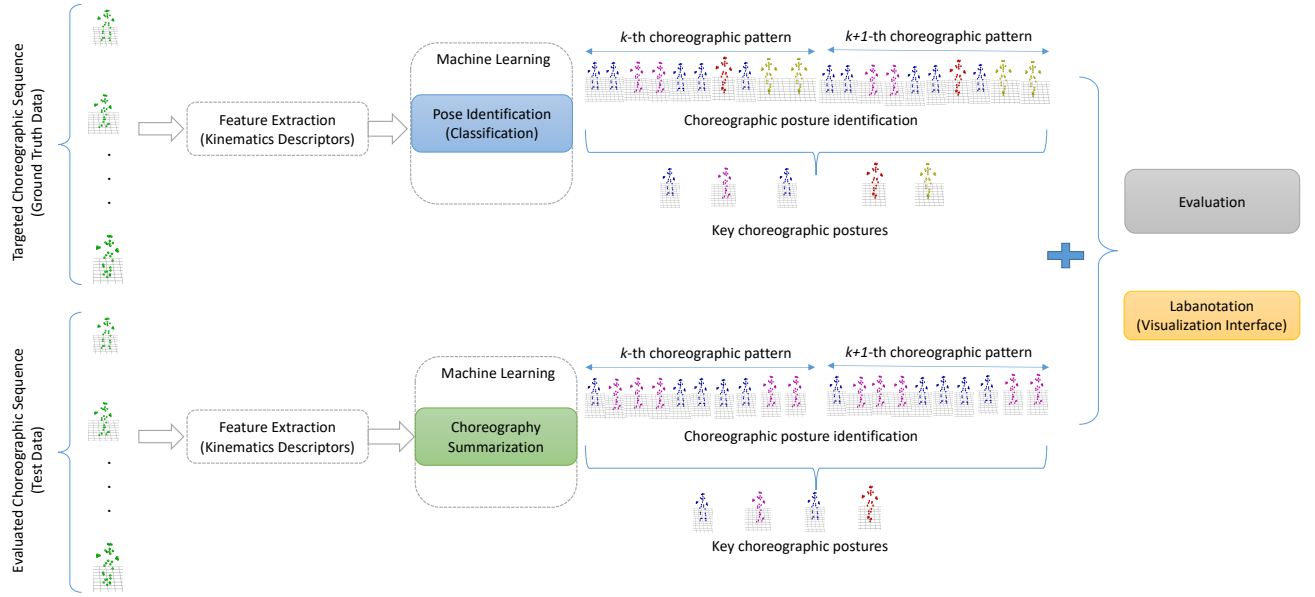 Targeted Choreographic Sequence
(Ground Truth Data)
Feature Extraction
(Kinematics Descriptors)
Machine Learning
Pose Identification
(Classification)
k-th choreographic pattern
k+1-th choreographic pattern
Choreographic posture identification
Key choreographic postures
Evaluation
Labanotation
(Visualization Interface)
Evaluated Choreographic Sequence
(Test Data)
Feature Extraction
(Kinematics Descriptors)
Machine Learning
Choreography
Summarization
k-th choreographic pattern
k+1-th choreographic pattern
Choreographic posture identification
Key choreographic postures